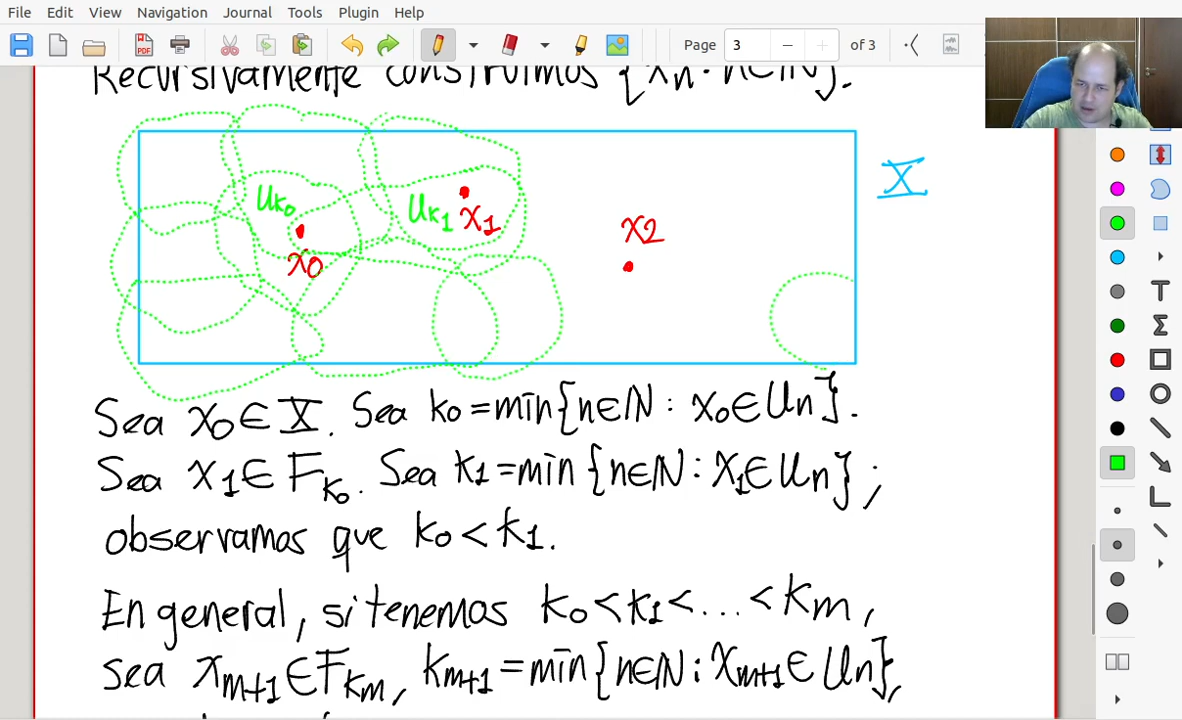 File Edit View Navigation Journal Tools Plugin Help
Page 3 of 3
Recursivamente construimos {xn : n∈ℕ}.
X
Uk0
Uk1
x1
x2
x0
Sea x0 ∈ X. Sea k0 = min{n∈ℕ : x0∈Un}.
Sea x1 ∈ Fk0. Sea k1 = min{n∈ℕ : x1∈Un};
observamos que k0 < k1.
En general, si tenemos k0 < k1 < ... < km,
sea xm+1 ∈ Fkm, km+1 = min{n∈ℕ : xm+1 ∈ Un},